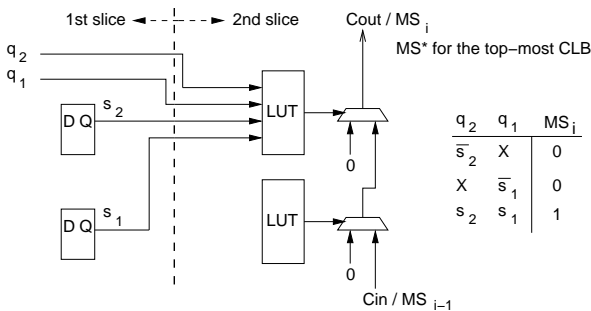 1st slice 2nd slice
Cout / MS i
MS* for the top–most CLB
q 2
q 1
s 2
D Q
LUT
0
q 2 q 1 MS i
s̅ 2 X 0
X s̅ 1 0
s 2 s 1 1
s 1
D Q
LUT
0
Cin / MS i–1